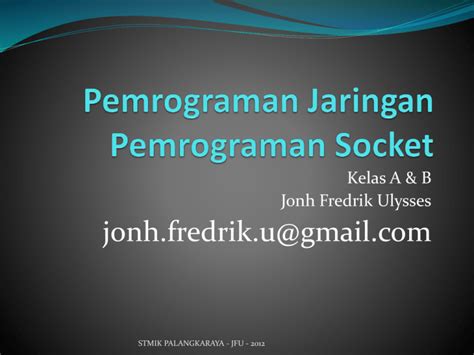 Pemrograman Jaringan
Pemrograman Socket
Kelas A & B
Jonh Fredrik Ulysses
jonh.fredrik.u@gmail.com
STMIK PALANGKARAYA - JFU - 2012